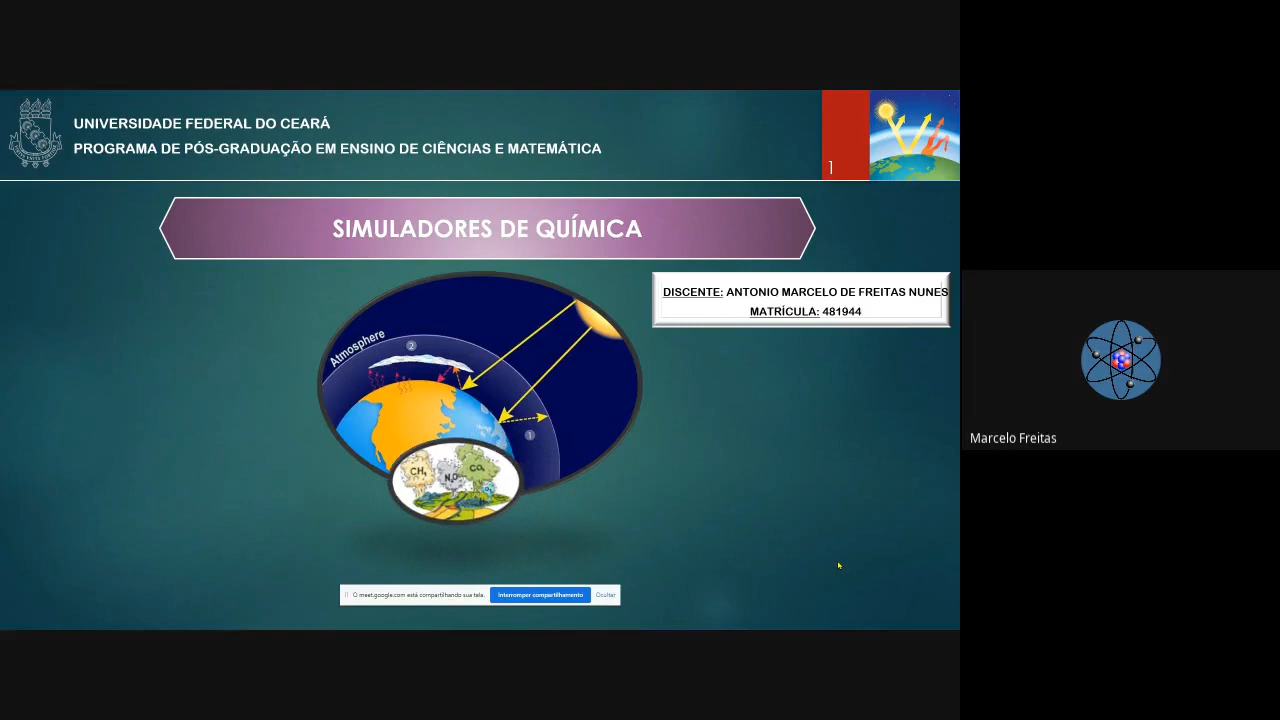 UNIVERSIDADE FEDERAL DO CEARÁ
PROGRAMA DE PÓS-GRADUAÇÃO EM ENSINO DE CIÊNCIAS E MATEMÁTICA
1
SIMULADORES DE QUÍMICA
DISCENTE: ANTONIO MARCELO DE FREITAS NUNES
MATRÍCULA: 481944
Atmosphere
2
1
CH₄
N₂O
CO₂
Marcelo Freitas
O meet.google.com está compartilhando sua tela.
Interromper compartilhamento
Ocultar